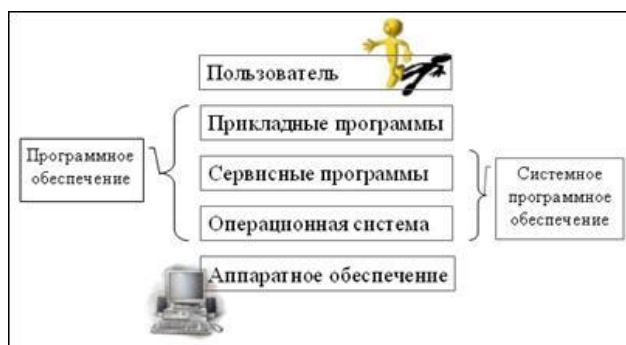 Пользователь
Прикладные программы
Программное
обеспечение
Сервисные программы
Системное
программное
обеспечение
Операционная система
Аппаратное обеспечение